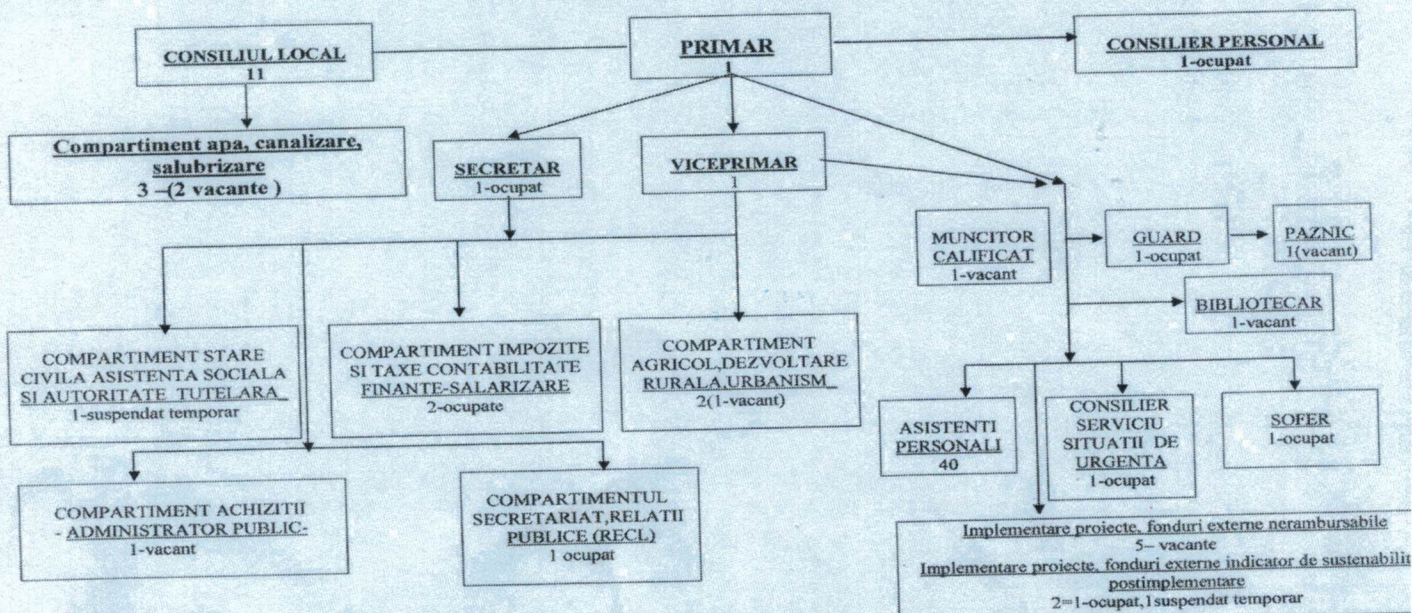 CONSILIUL LOCAL
11
PRIMAR
1
CONSILIER PERSONAL
1-ocupat
Compartiment apa, canalizare,
salubrizare
3 –(2 vacante )
SECRETAR
1-ocupat
VICEPRIMAR
1
MUNCITOR
CALIFICAT
1-vacant
GUARD
1-ocupat
PAZNIC
1(vacant)
BIBLIOTECAR
1-vacant
COMPARTIMENT STARE
CIVILA ASISTENTA SOCIALA
SI AUTORITATE TUTELARA
1-suspendat temporar
COMPARTIMENT IMPOZITE
SI TAXE CONTABILITATE
FINANTE-SALARIZARE
2-ocupate
COMPARTIMENT
AGRICOL,DEZVOLTARE
RURALA,URBANISM
2(1-vacant)
ASISTENTI
PERSONALI
40
CONSILIER
SERVICIU
SITUATII DE
URGENTA
1-ocupat
SOFER
1-ocupat
COMPARTIMENT ACHIZITII
- ADMINISTRATOR PUBLIC-
1-vacant
COMPARTIMENTUL
SECRETARIAT,RELATII
PUBLICE (RECL)
1 ocupat
Implementare proiecte, fonduri externe nerambursabile
5– vacante
Implementare proiecte, fonduri externe indicator de sustenabilit
postimplementare
2=1-ocupat,1suspendat temporar